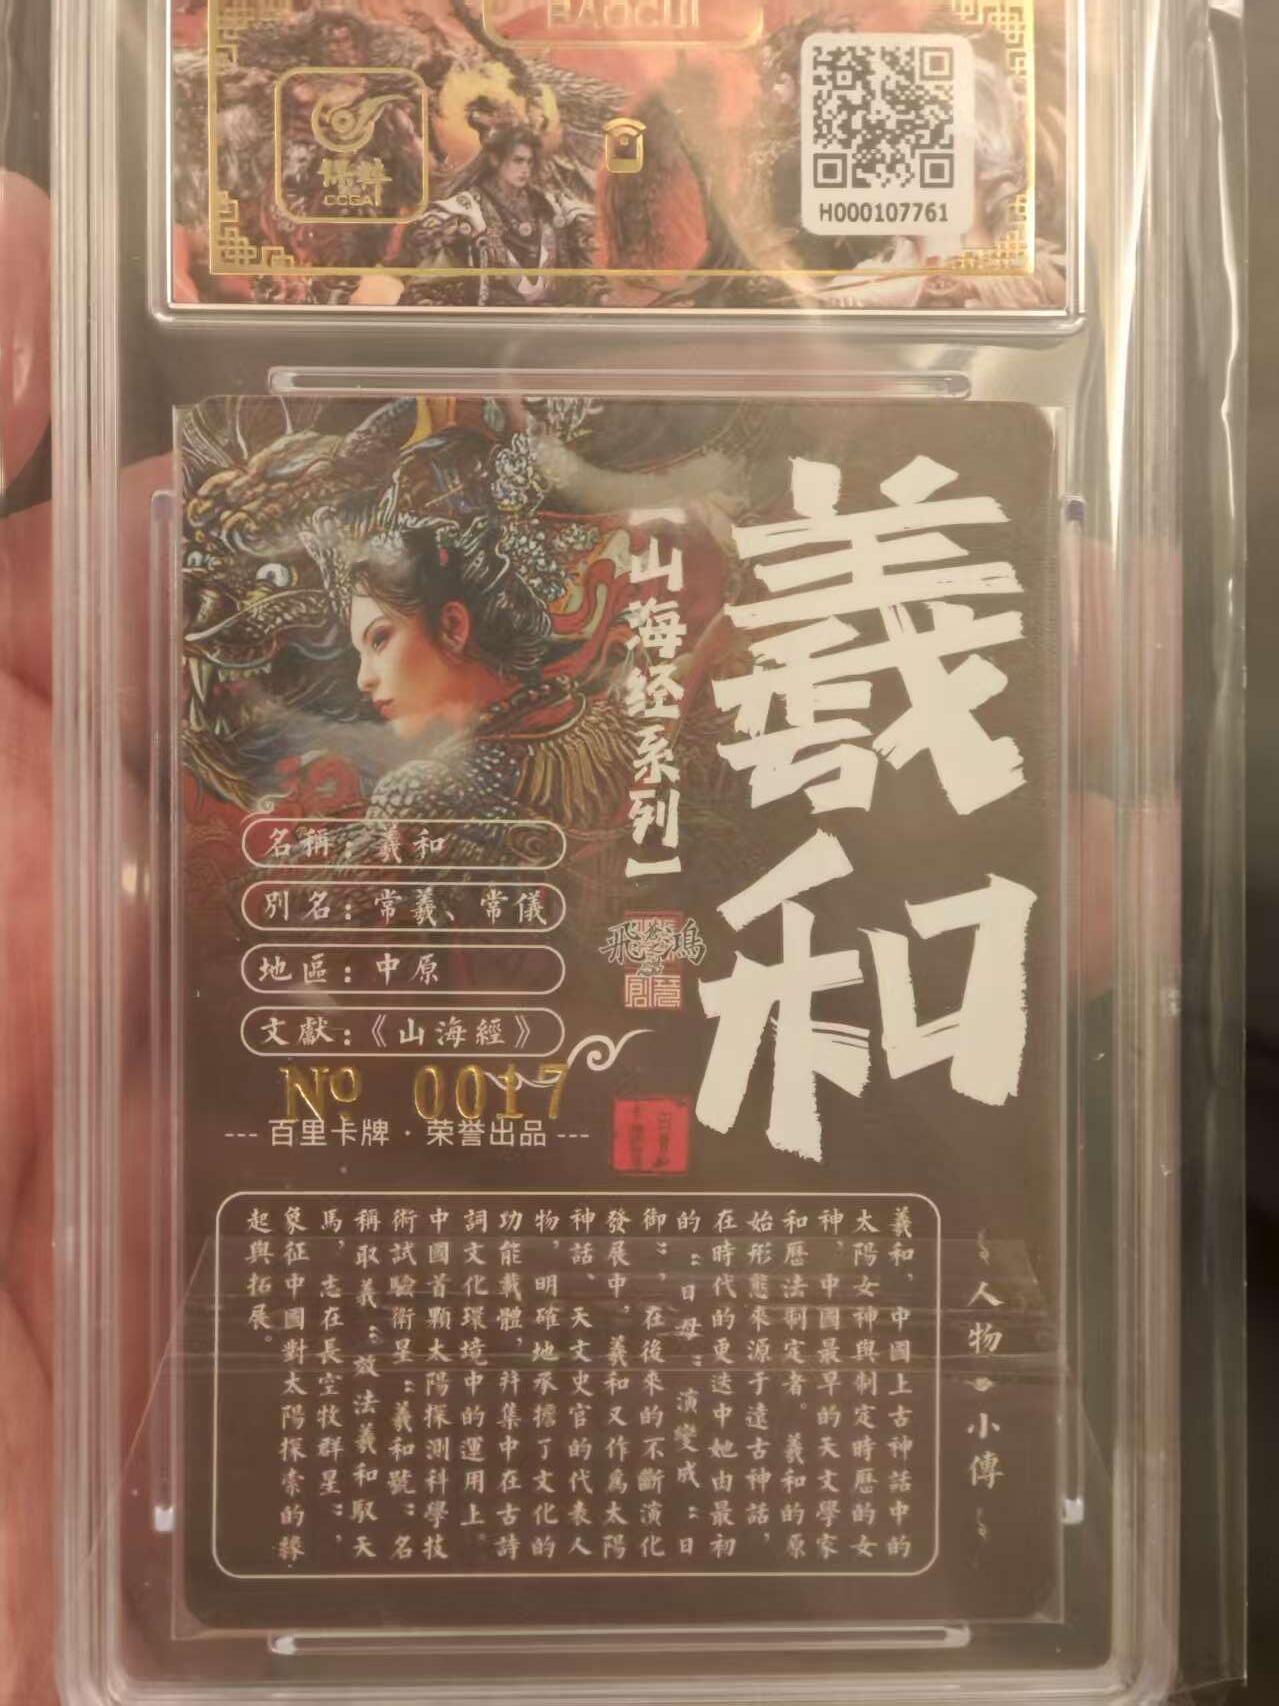 BAOCUI
保粹
CCGA
H000107761
羲和
【山海经系列】
名稱：羲和
別名：常羲、常儀
地區：中原
文獻：《山海經》
飛鴻
Nº 0017
--- 百里卡牌 · 荣誉出品 ---
人物小傳
羲和，中國上古神話中的
太陽女神與制定時歷的女
神，中國最早的天文學家
和歷法制定者。羲和的原
始形態來源于遠古神話，
在時代的更迭中她由最初
的“日母”演變成“日
御”，在後來的不斷演化
發展中，羲和又作爲太陽
神話、天文史官的代表人
物，明確地承擔了文化的
功能載體，并集中在古詩
詞文化環境中的運用上。
中國首顆太陽探測科學技
術試驗衛星“羲和號”名
稱取義“效法羲和馭天
馬，志在長空牧群星”，
象征中國對太陽探索的緣
起與拓展。